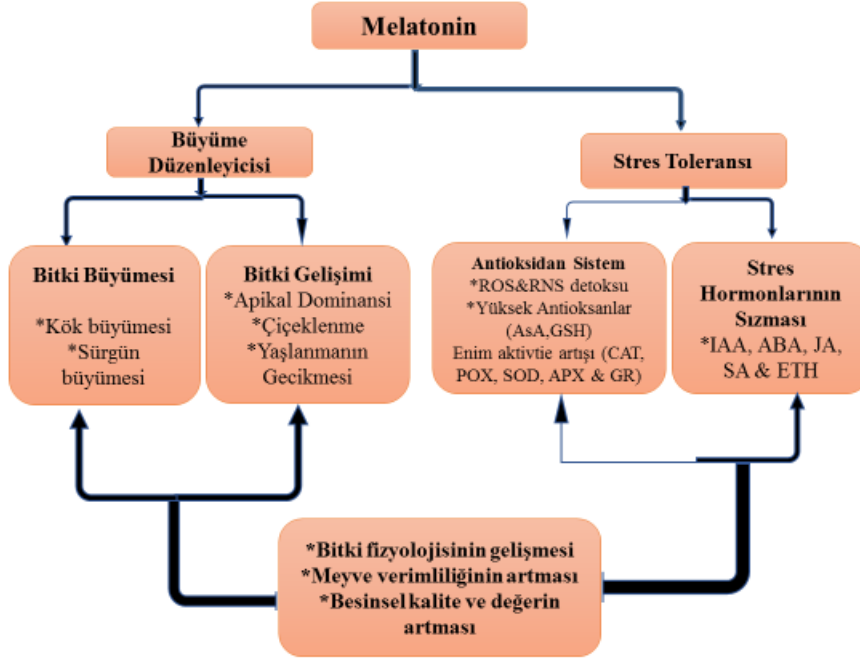 Melatonin
Büyüme
Düzenleyicisi
Stres Toleransı
Bitki Büyümesi
*Kök büyümesi
*Sürgün
büyümesi
Bitki Gelişimi
*Apikal Dominansi
*Çiçeklenme
*Yaşlanmanın
Gecikmesi
Antioksidan Sistem
*ROS&RNS detoksu
*Yüksek Antioksanlar
(AsA,GSH)
Enim aktivtie artışı (CAT,
POX, SOD, APX & GR)
Stres
Hormonlarının
Sızması
*IAA, ABA, JA,
SA & ETH
*Bitki fizyolojisinin gelişmesi
*Meyve verimliliğinin artması
*Besinsel kalite ve değerin
artması